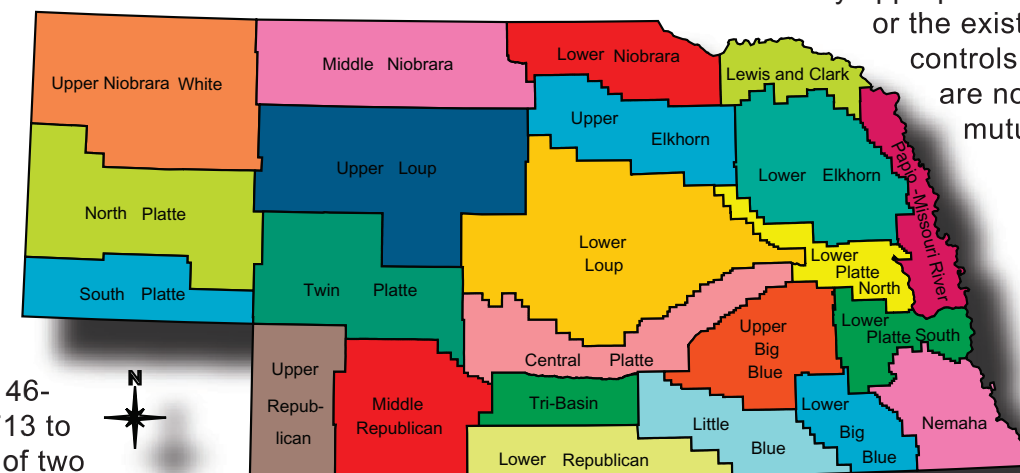 or the exist
controls
are no
mutu
Upper Niobrara White
Middle Niobrara
Lower Niobrara
Lewis and Clark
Upper
Elkhorn
Lower Elkhorn
Papio-Missouri River
Upper Loup
North Platte
Lower
Loup
Lower
Platte
North
South Platte
Twin Platte
Central Platte
Upper
Big
Blue
Lower
Platte South
Upper
Repub-
lican
Middle
Republican
Tri-Basin
Little
Blue
Lower
Big
Blue
Nemaha
Lower Republican
N
46-
13 to
of two